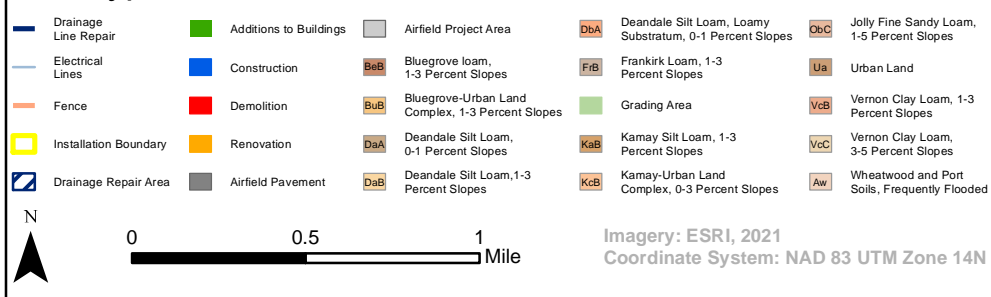 Drainage
Line Repair
Electrical
Lines
Fence
Installation Boundary
Drainage Repair Area
Additions to Buildings
Construction
Demolition
Renovation
Airfield Pavement
Airfield Project Area
BeB
Bluegrove loam,
1-3 Percent Slopes
BuB
Bluegrove-Urban Land
Complex, 1-3 Percent Slopes
DaA
Deandale Silt Loam,
0-1 Percent Slopes
DaB
Deandale Silt Loam,1-3
Percent Slopes
DbA
Deandale Silt Loam, Loamy
Substratum, 0-1 Percent Slopes
FrB
Frankirk Loam, 1-3
Percent Slopes
Grading Area
KaB
Kamay Silt Loam, 1-3
Percent Slopes
KcB
Kamay-Urban Land
Complex, 0-3 Percent Slopes
ObC
Jolly Fine Sandy Loam,
1-5 Percent Slopes
Ua
Urban Land
VcB
Vernon Clay Loam, 1-3
Percent Slopes
VcC
Vernon Clay Loam,
3-5 Percent Slopes
Aw
Wheatwood and Port
Soils, Frequently Flooded
N
0 0.5 1
Mile
Imagery: ESRI, 2021
Coordinate System: NAD 83 UTM Zone 14N